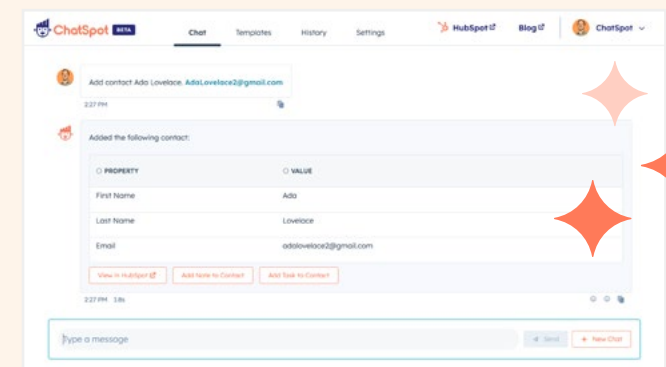 ChatSpot BETA Chat Templates History Settings HubSpot Blog ChatSpot
Add contact Ada Lovelace, AdaLovelace2@gmail.com
2:27 PM
Added the following contact:
PROPERTY VALUE
First Name Ada
Last Name Lovelace
Email adalovelace2@gmail.com
View in HubSpot Add Note to Contact Add Task to Contact
2:27 PM 3.8s
Type a message Send + New Chat